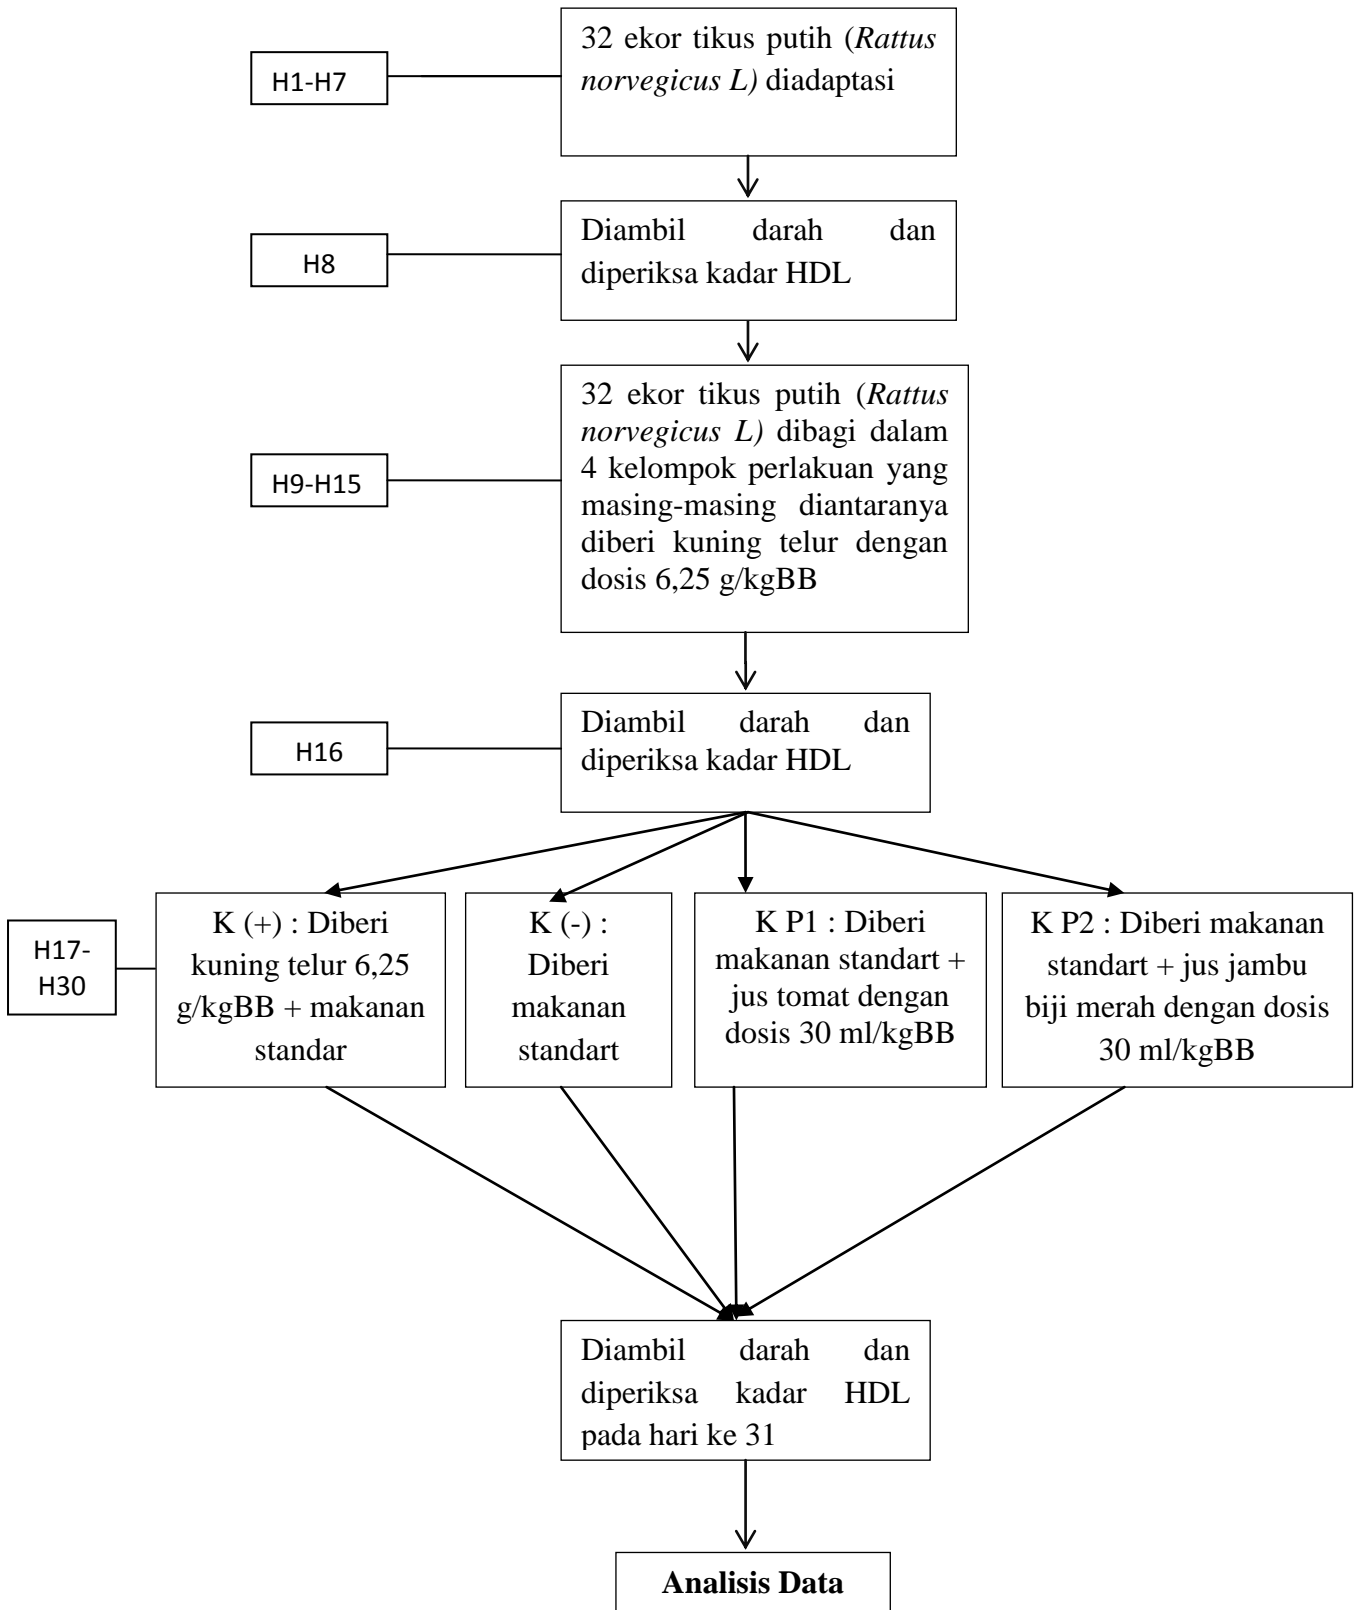 32 ekor tikus putih (Rattus
norvegicus L) diadaptasi
H1-H7
Diambil darah dan
diperiksa kadar HDL
H8
32 ekor tikus putih (Rattus
norvegicus L) dibagi dalam
4 kelompok perlakuan yang
masing-masing diantaranya
diberi kuning telur dengan
dosis 6,25 g/kgBB
H9-H15
Diambil darah dan
diperiksa kadar HDL
H16
H17-
H30
K (+) : Diberi
kuning telur 6,25
g/kgBB + makanan
standar
K (-) :
Diberi
makanan
standart
K P1 : Diberi
makanan standart +
jus tomat dengan
dosis 30 ml/kgBB
K P2 : Diberi makanan
standart + jus jambu
biji merah dengan dosis
30 ml/kgBB
Diambil darah dan
diperiksa kadar HDL
pada hari ke 31
Analisis Data